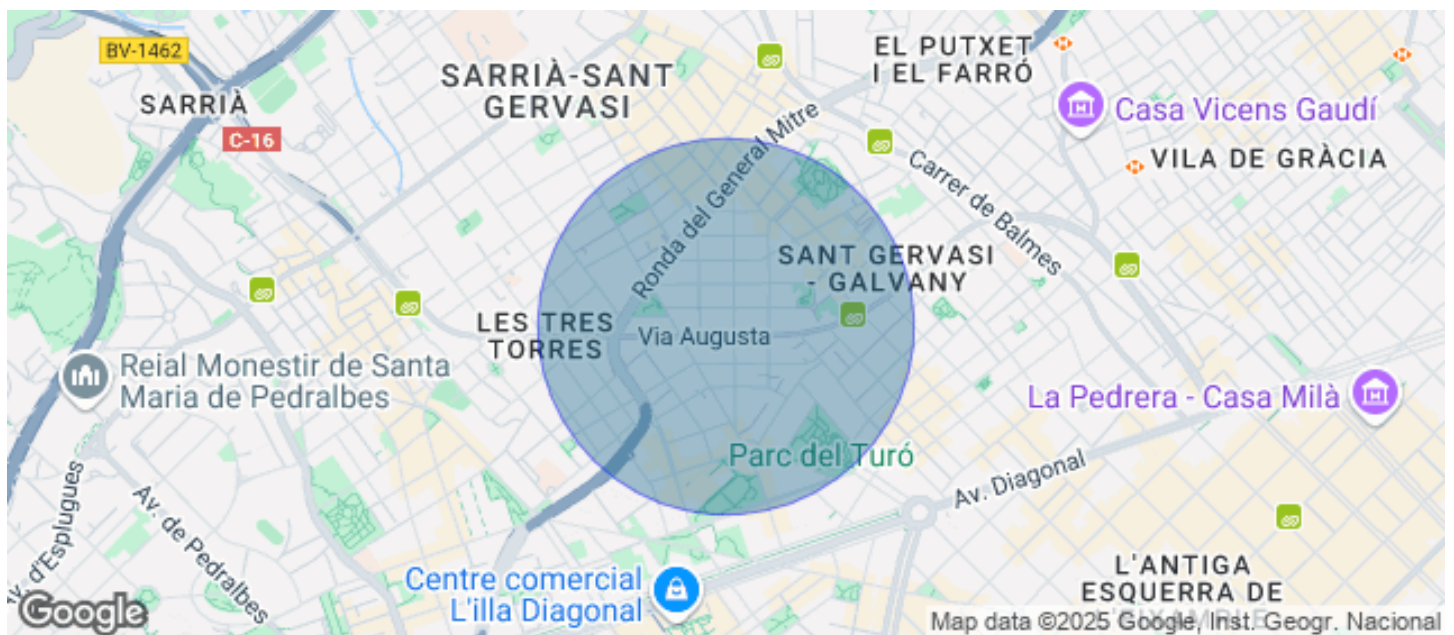 BV-1462
SARRIÀ
C-16
SARRIÀ-SANT
GERVASI
EL PUTXET
I EL FARRÓ
Casa Vicens Gaudí
VILA DE GRÀCIA
Ronda del General Mitre
Carrer de Balmes
SANT GERVASI
- GALVANY
LES TRES
TORRES
Via Augusta
Reial Monestir de Santa
Maria de Pedralbes
La Pedrera - Casa Milà
Parc del Turó
Av. Diagonal
Av. d'Esplugues
Av. de Pedralbes
Centre comercial
L'illa Diagonal
L'ANTIGA
ESQUERRA DE
L'EIXAMPLE
Google
Map data ©2025 Google, Inst. Geogr. Nacional